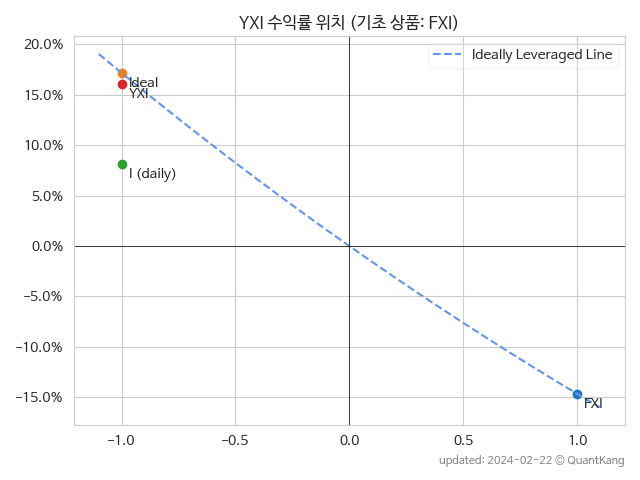 YXI 수익률 위치 (기초 상품: FXI)
Ideally Leveraged Line
20.0%
15.0%
10.0%
5.0%
0.0%
−5.0%
−10.0%
−15.0%
Ideal
YXI
I (daily)
FXI
−1.0 −0.5 0.0 0.5 1.0
updated: 2024-02-22 © QuantKang